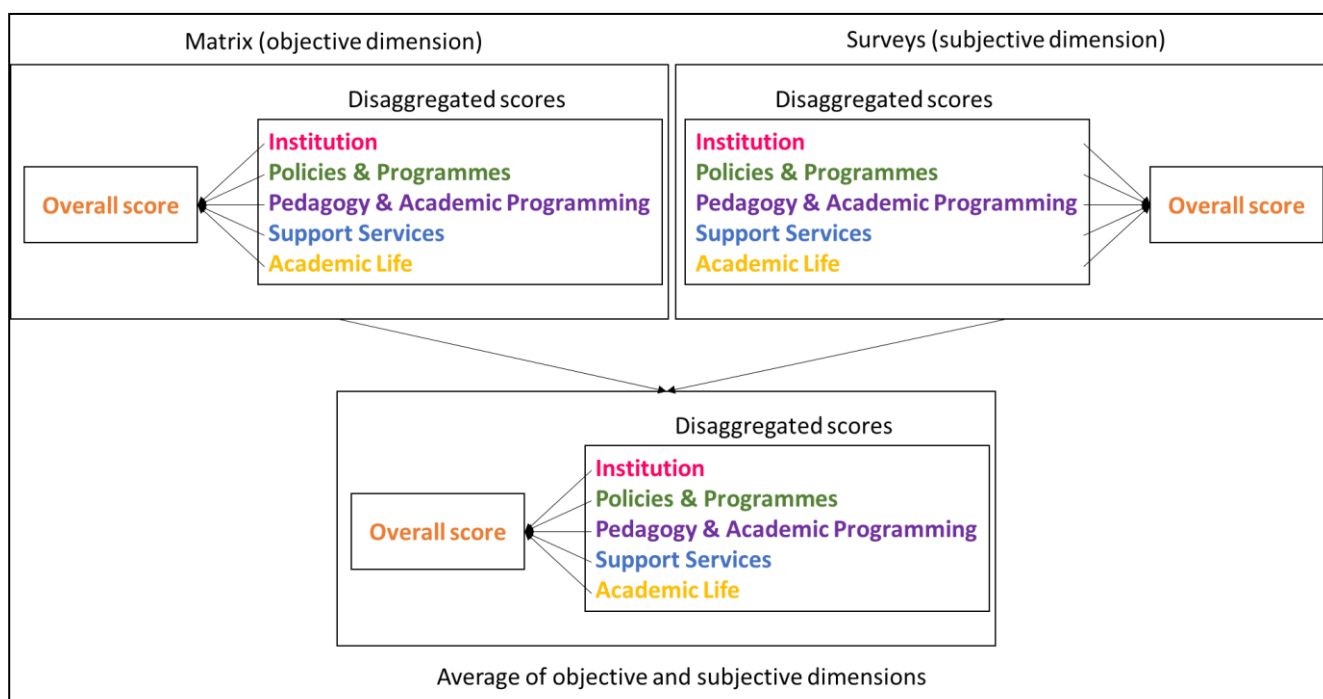 Matrix (objective dimension)
Disaggregated scores
Institution
Policies & Programmes
Pedagogy & Academic Programming
Support Services
Academic Life
Overall score
Surveys (subjective dimension)
Disaggregated scores
Institution
Policies & Programmes
Pedagogy & Academic Programming
Support Services
Academic Life
Overall score
Disaggregated scores
Institution
Policies & Programmes
Pedagogy & Academic Programming
Support Services
Academic Life
Overall score
Average of objective and subjective dimensions